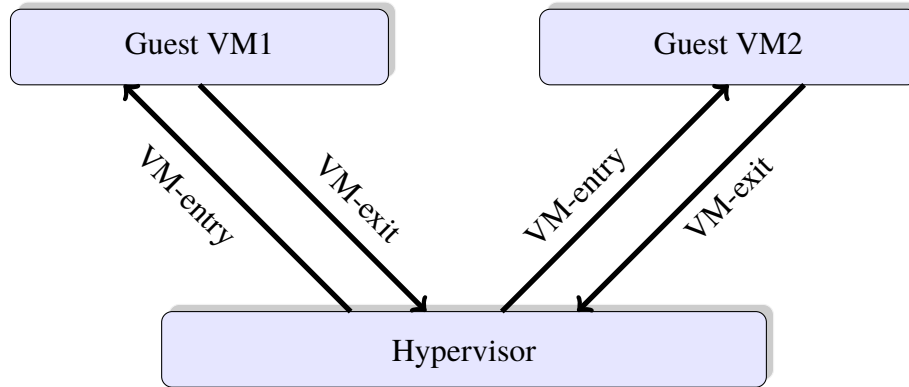 Guest VM1
Guest VM2
VM-entry
VM-exit
VM-entry
VM-exit
Hypervisor